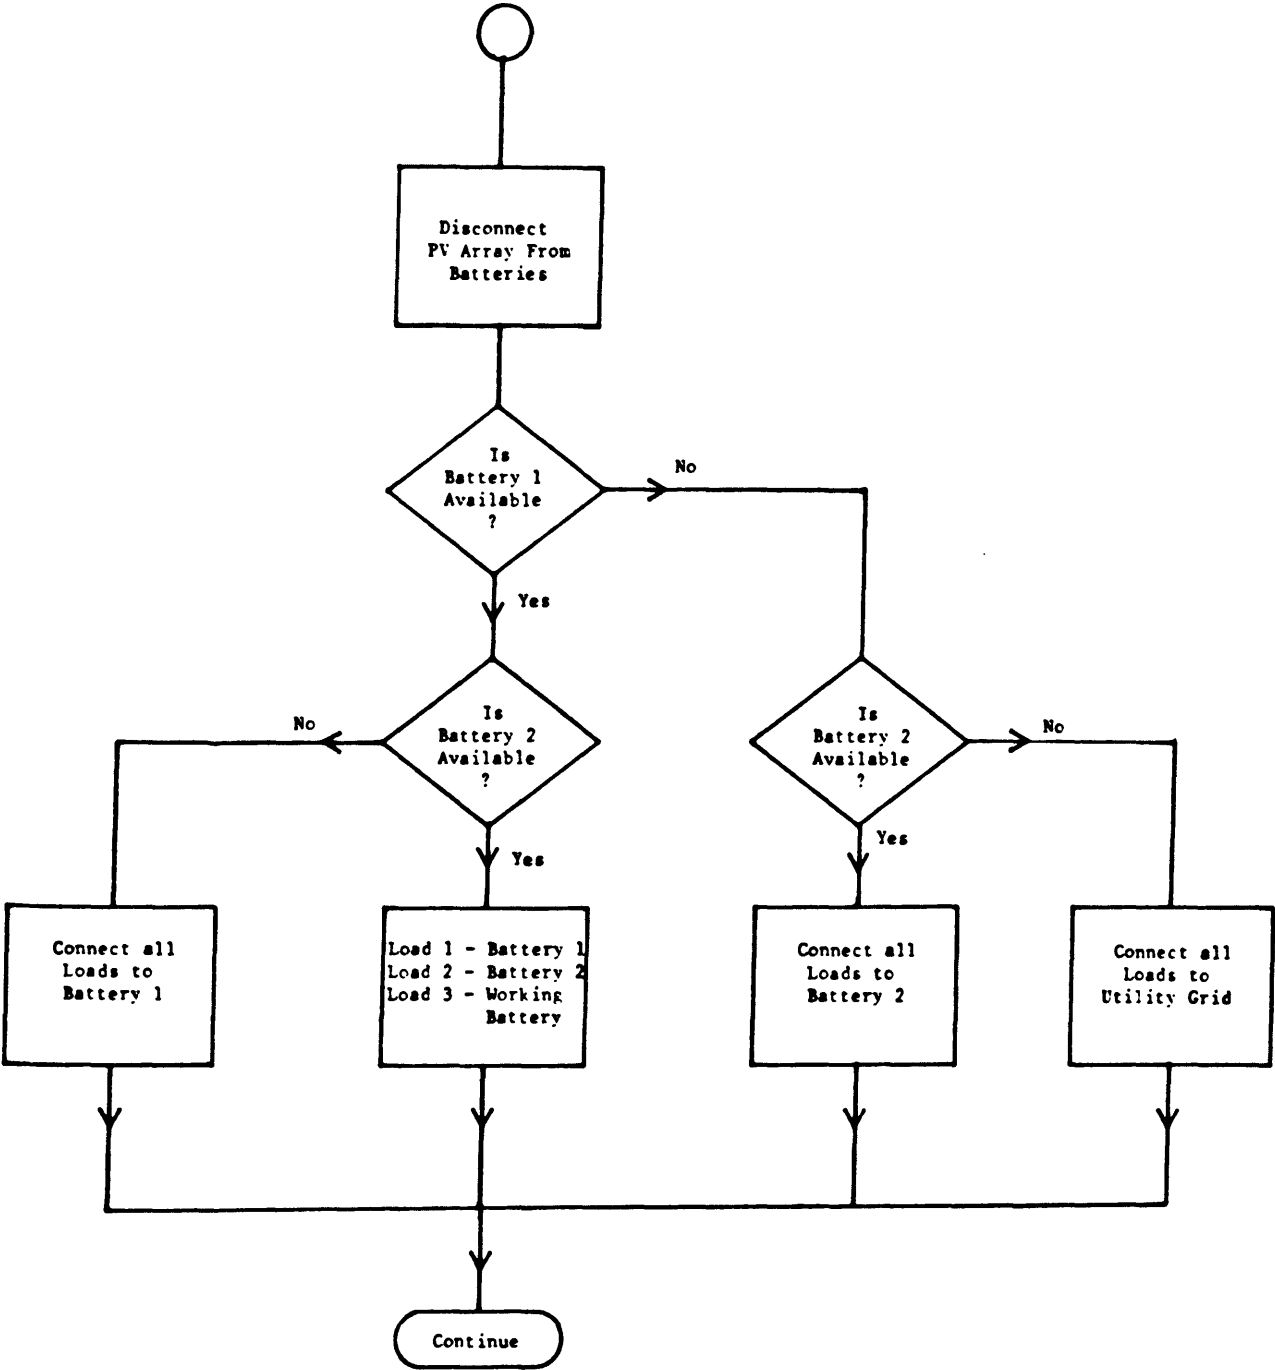 Disconnect
PV Array From
Batteries
Is
Battery 1
Available
?
No
Yes
No
Is
Battery 2
Available
?
Yes
Is
Battery 2
Available
?
No
Yes
Connect all
Loads to
Battery 1
Load 1 - Battery 1
Load 2 - Battery 2
Load 3 - Working
Battery
Connect all
Loads to
Battery 2
Connect all
Loads to
Utility Grid
Continue